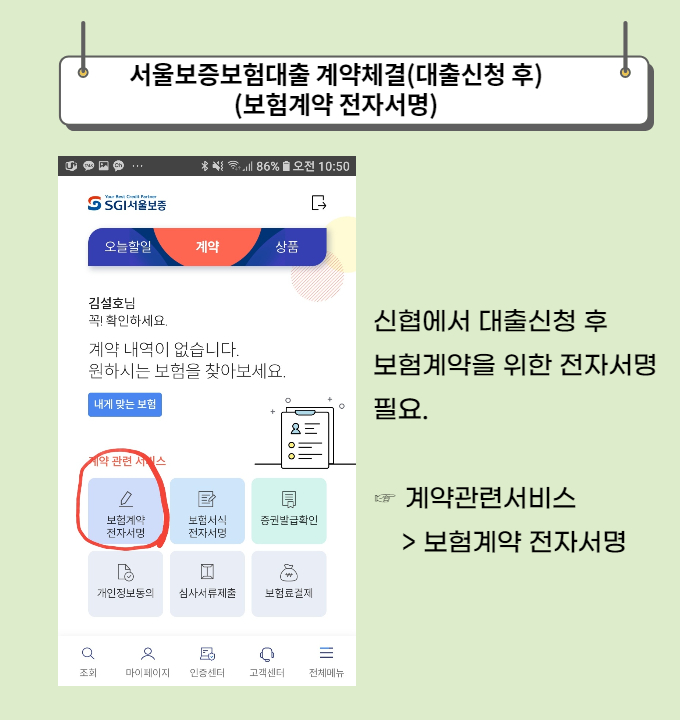 서울보증보험대출 계약체결(대출신청 후)
(보험계약 전자서명)
86% 오전 10:50
Your Best Credit Partner
SGI서울보증
오늘할일 계약 상품
김설호님
꼭! 확인하세요.
계약 내역이 없습니다.
원하시는 보험을 찾아보세요.
내게 맞는 보험
계약 관련 서비스
보험계약
전자서명
보험서식
전자서명
증권발급확인
개인정보동의 심사서류제출 보험료결제
조회 마이페이지 인증센터 고객센터 전체메뉴
신협에서 대출신청 후
보험계약을 위한 전자서명
필요.
☞ 계약관련서비스
> 보험계약 전자서명